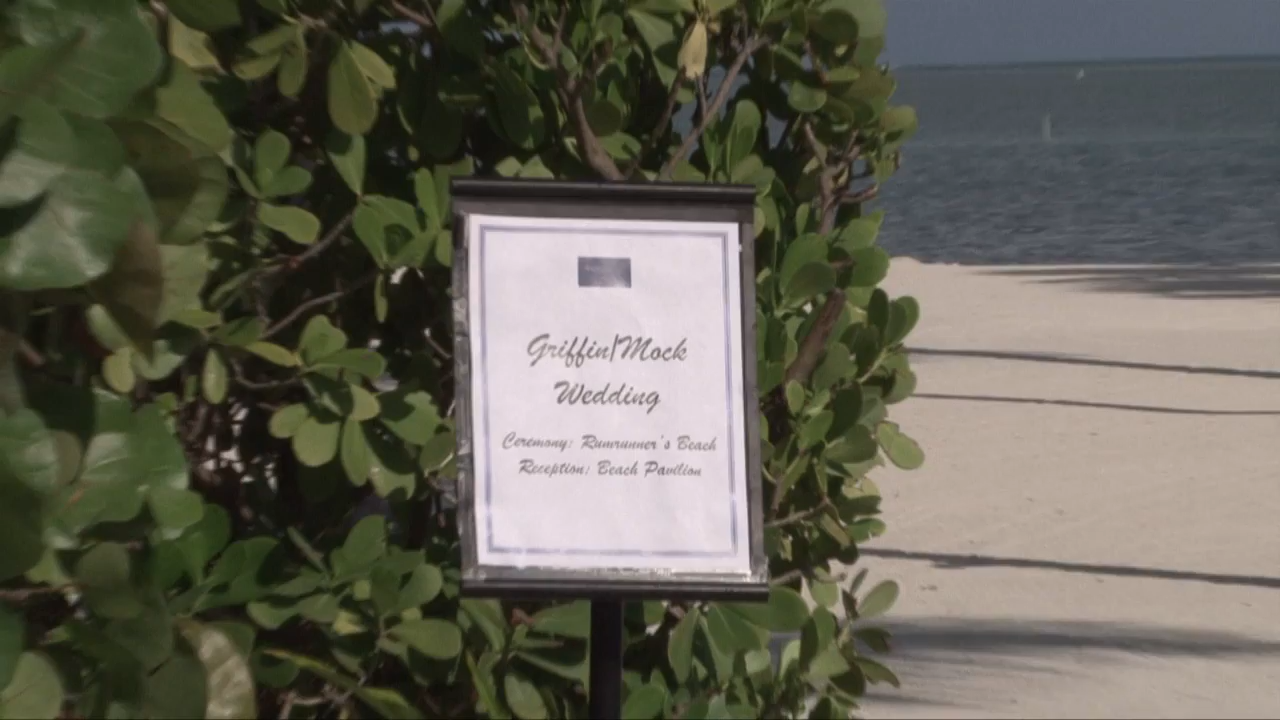 Griffin/Mock
Wedding
Ceremony: Rumrunner's Beach
Reception: Beach Pavilion